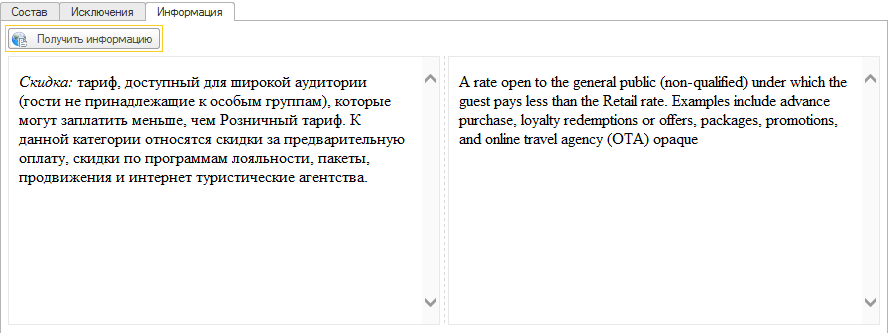 Состав
Исключения
Информация
Получить информацию
Скидка: тариф, доступный для широкой аудитории
(гости не принадлежащие к особым группам), которые
могут заплатить меньше, чем Розничный тариф. К
данной категории относятся скидки за предварительную
оплату, скидки по программам лояльности, пакеты,
продвижения и интернет туристические агентства.
A rate open to the general public (non-qualified) under which the
guest pays less than the Retail rate. Examples include advance
purchase, loyalty redemptions or offers, packages, promotions,
and online travel agency (OTA) opaque